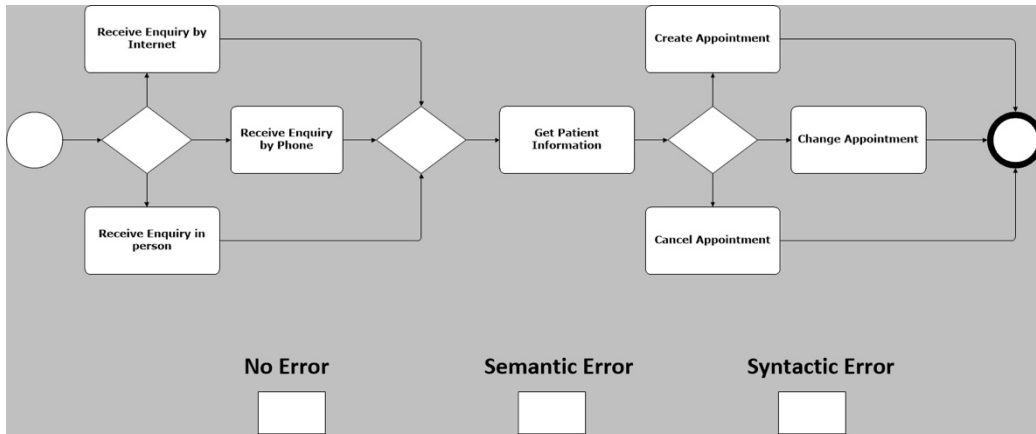 Receive Enquiry by
Internet
Create Appointment
Receive Enquiry
by Phone
Get Patient
Information
Change Appointment
Receive Enquiry in
person
Cancel Appointment
No Error
Semantic Error
Syntactic Error